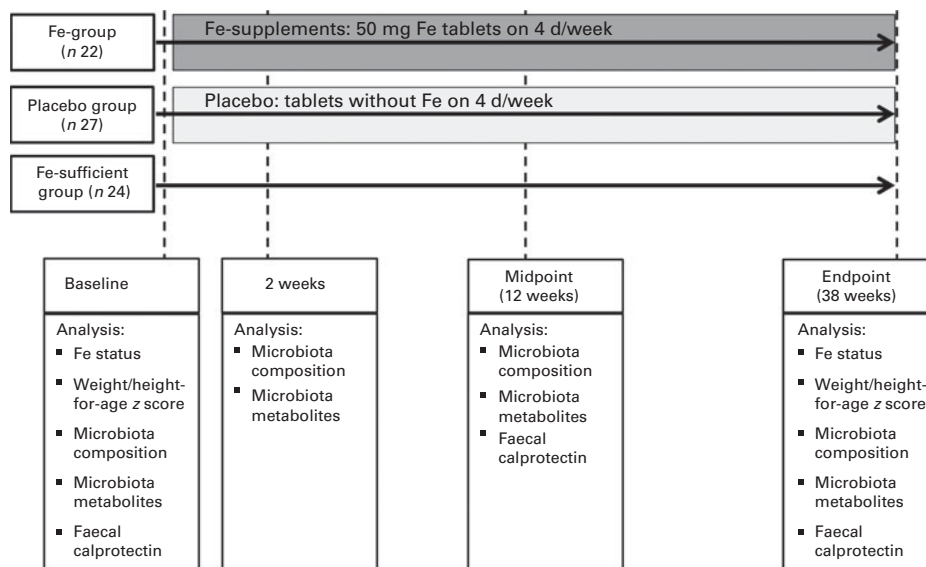 Fe-group
(n 22)
Fe-supplements: 50 mg Fe tablets on 4 d/week
Placebo group
(n 27)
Placebo: tablets without Fe on 4 d/week
Fe-sufficient
group (n 24)
Baseline
Analysis:
▪ Fe status
▪ Weight/height-
for-age z score
▪ Microbiota
composition
▪ Microbiota
metabolites
▪ Faecal
calprotectin
2 weeks
Analysis:
▪ Microbiota
composition
▪ Microbiota
metabolites
Midpoint
(12 weeks)
Analysis:
▪ Microbiota
composition
▪ Microbiota
metabolites
▪ Faecal
calprotectin
Endpoint
(38 weeks)
Analysis:
▪ Fe status
▪ Weight/height-
for-age z score
▪ Microbiota
composition
▪ Microbiota
metabolites
▪ Faecal
calprotectin